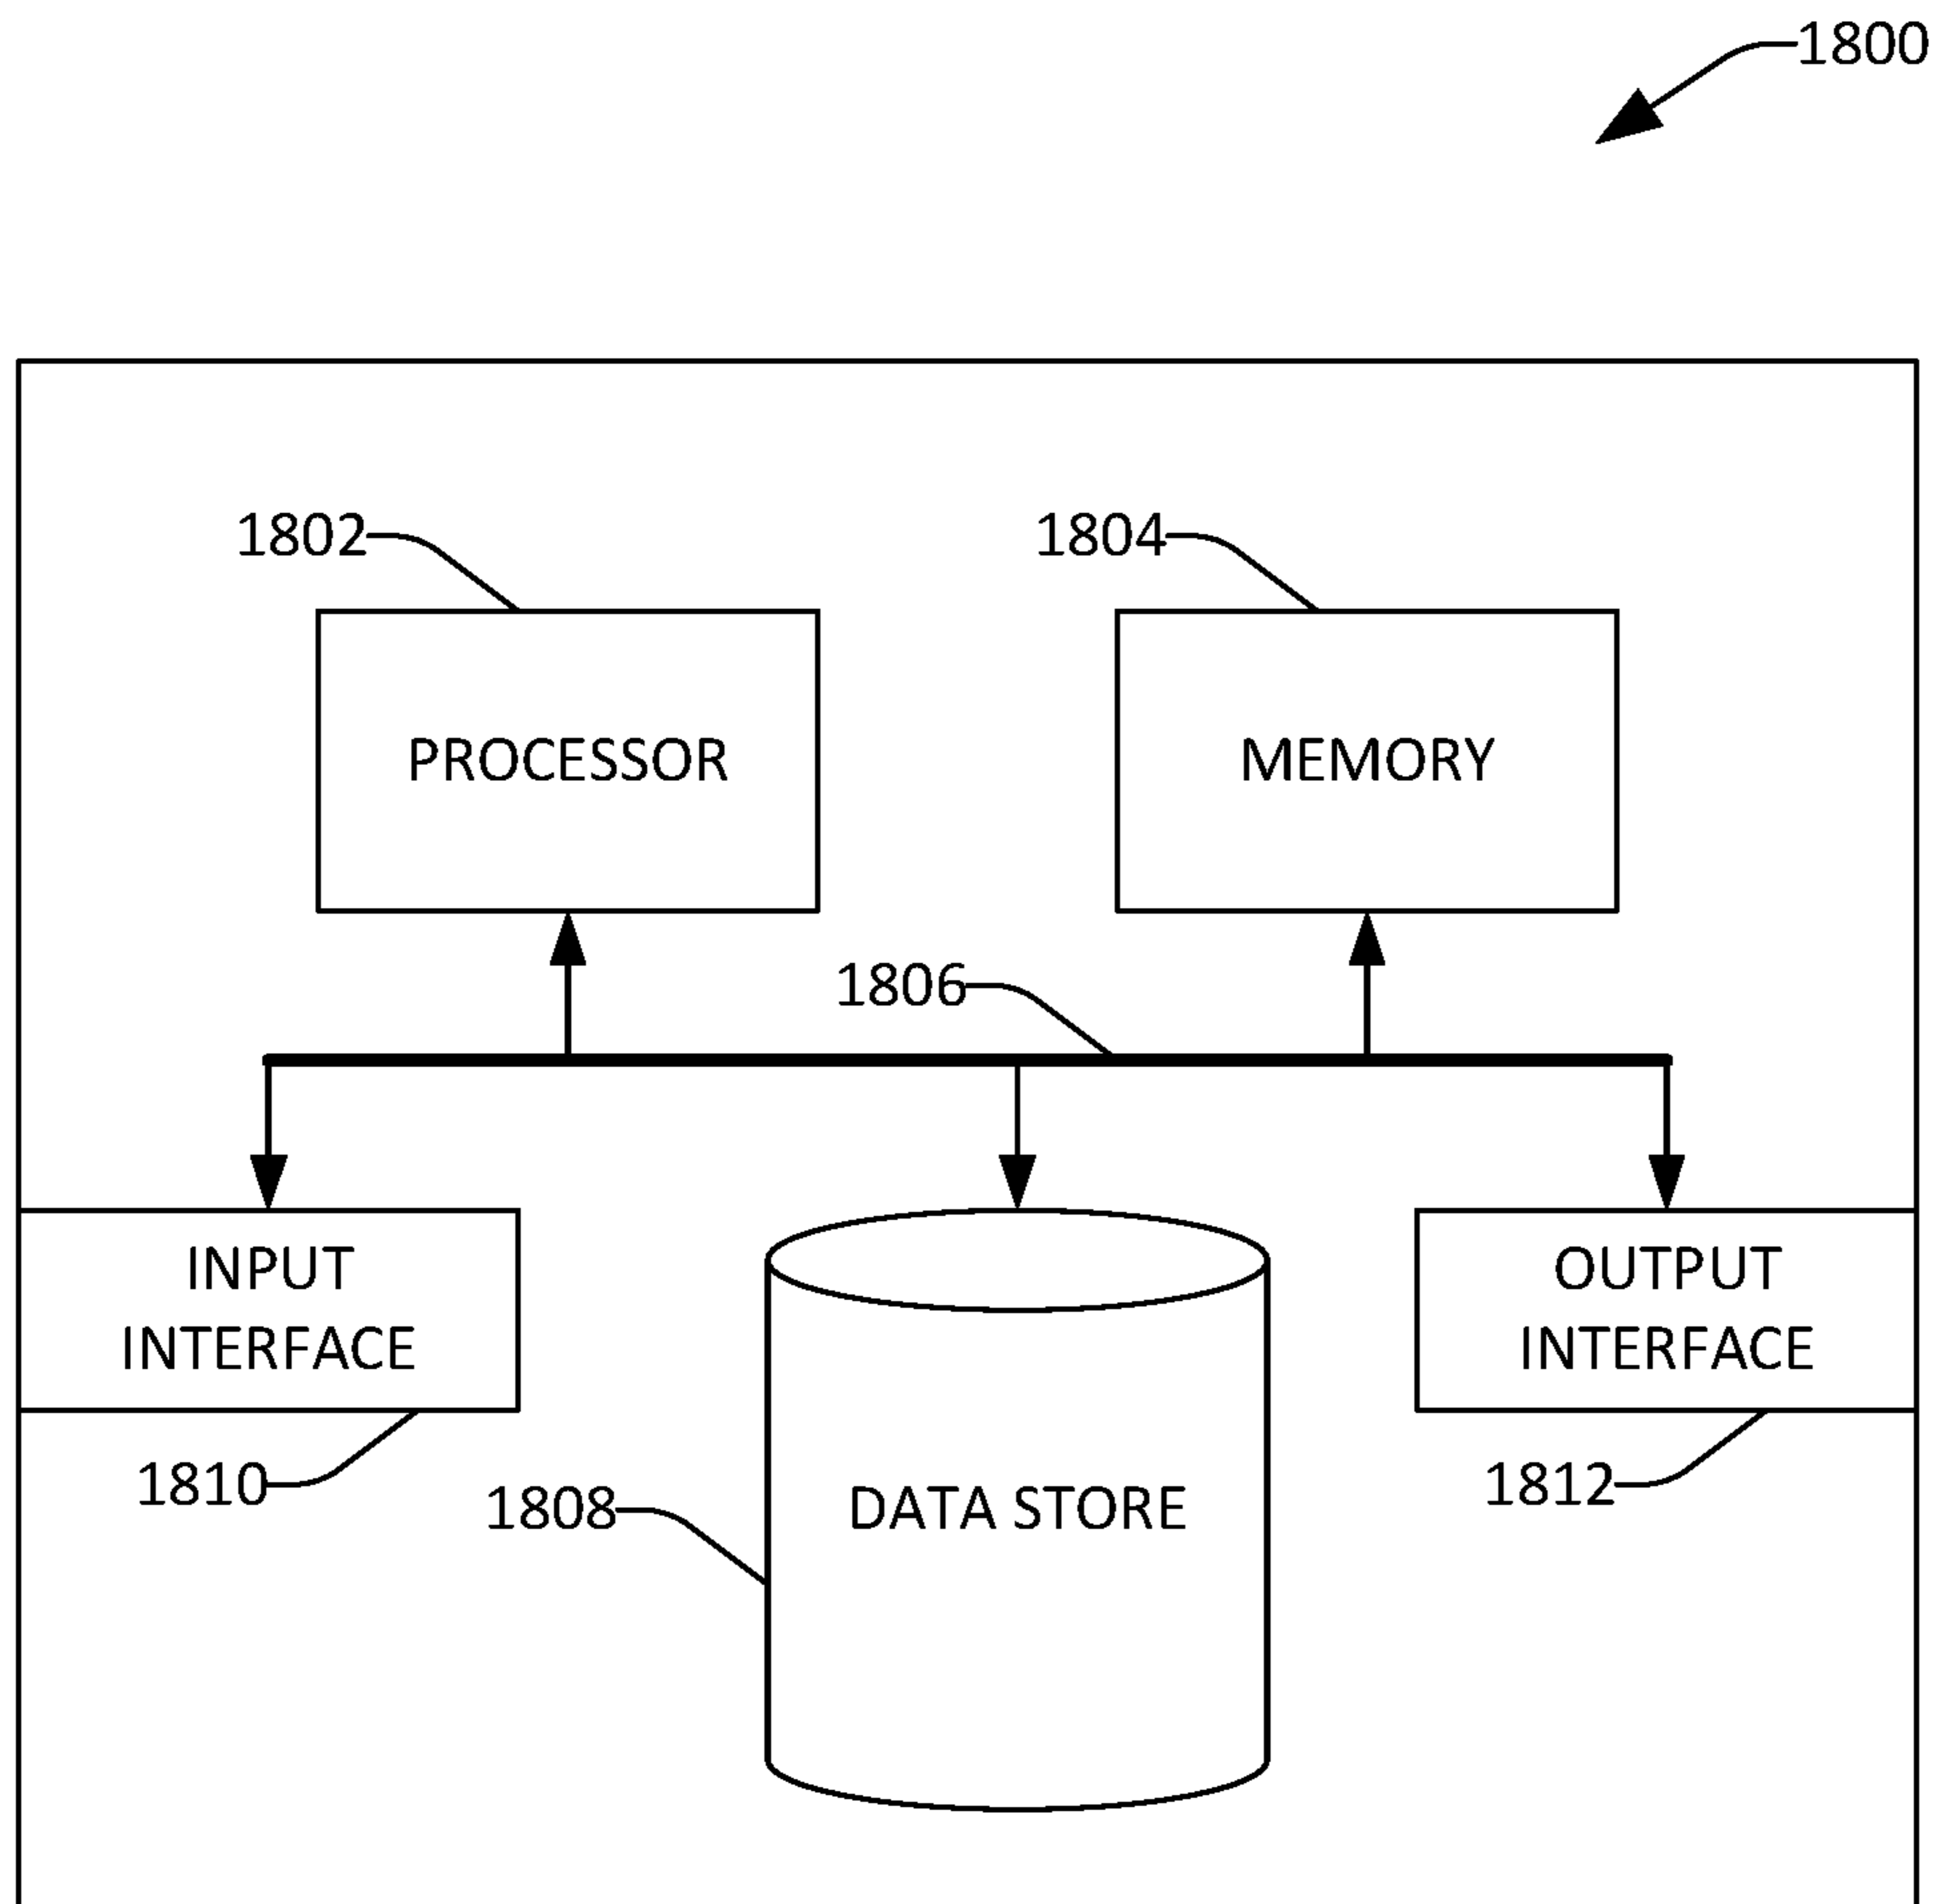 1800
1802
1804
PROCESSOR
MEMORY
1806
INPUT
INTERFACE
OUTPUT
INTERFACE
1810
1808
DATA STORE
1812